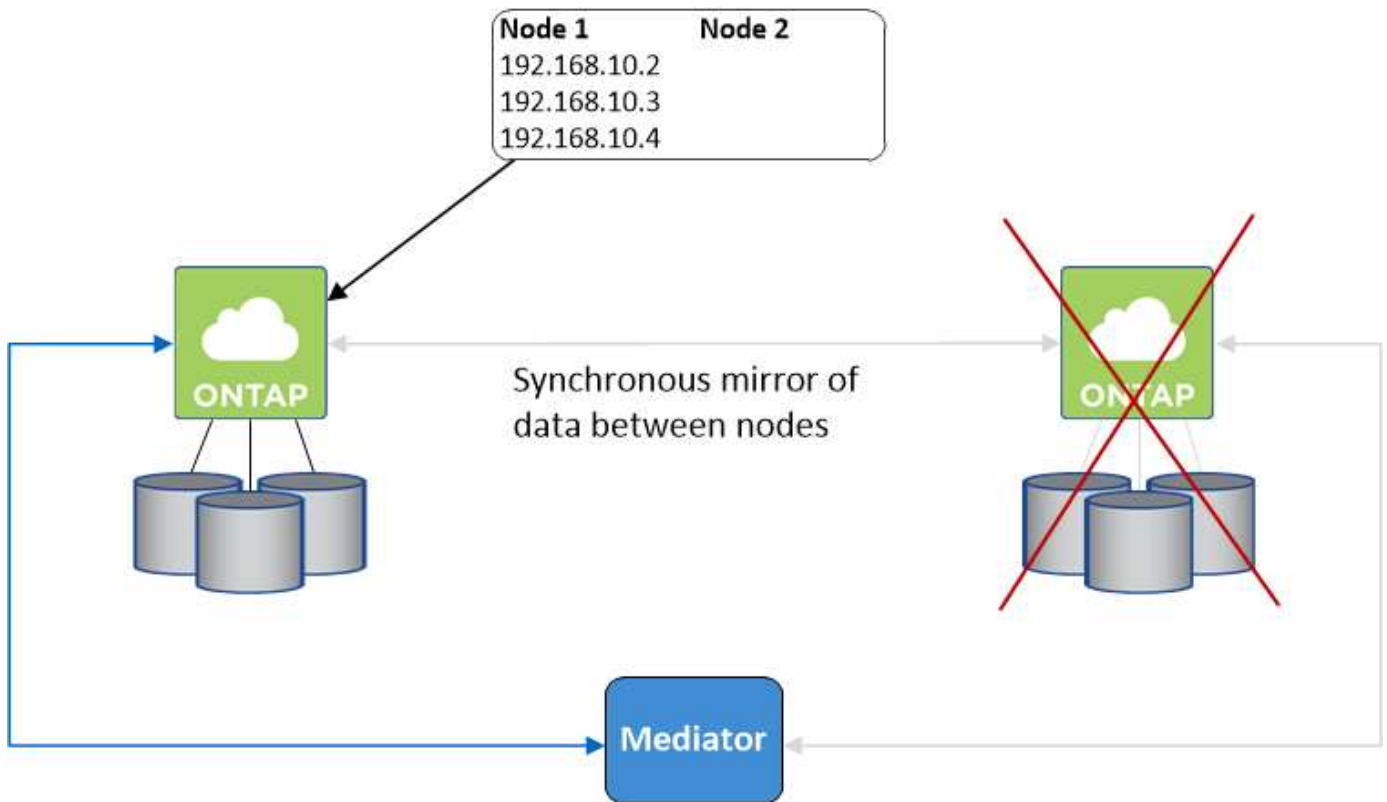 Node 1 Node 2
192.168.10.2
192.168.10.3
192.168.10.4
ONTAP
ONTAP
Synchronous mirror of
data between nodes
Mediator